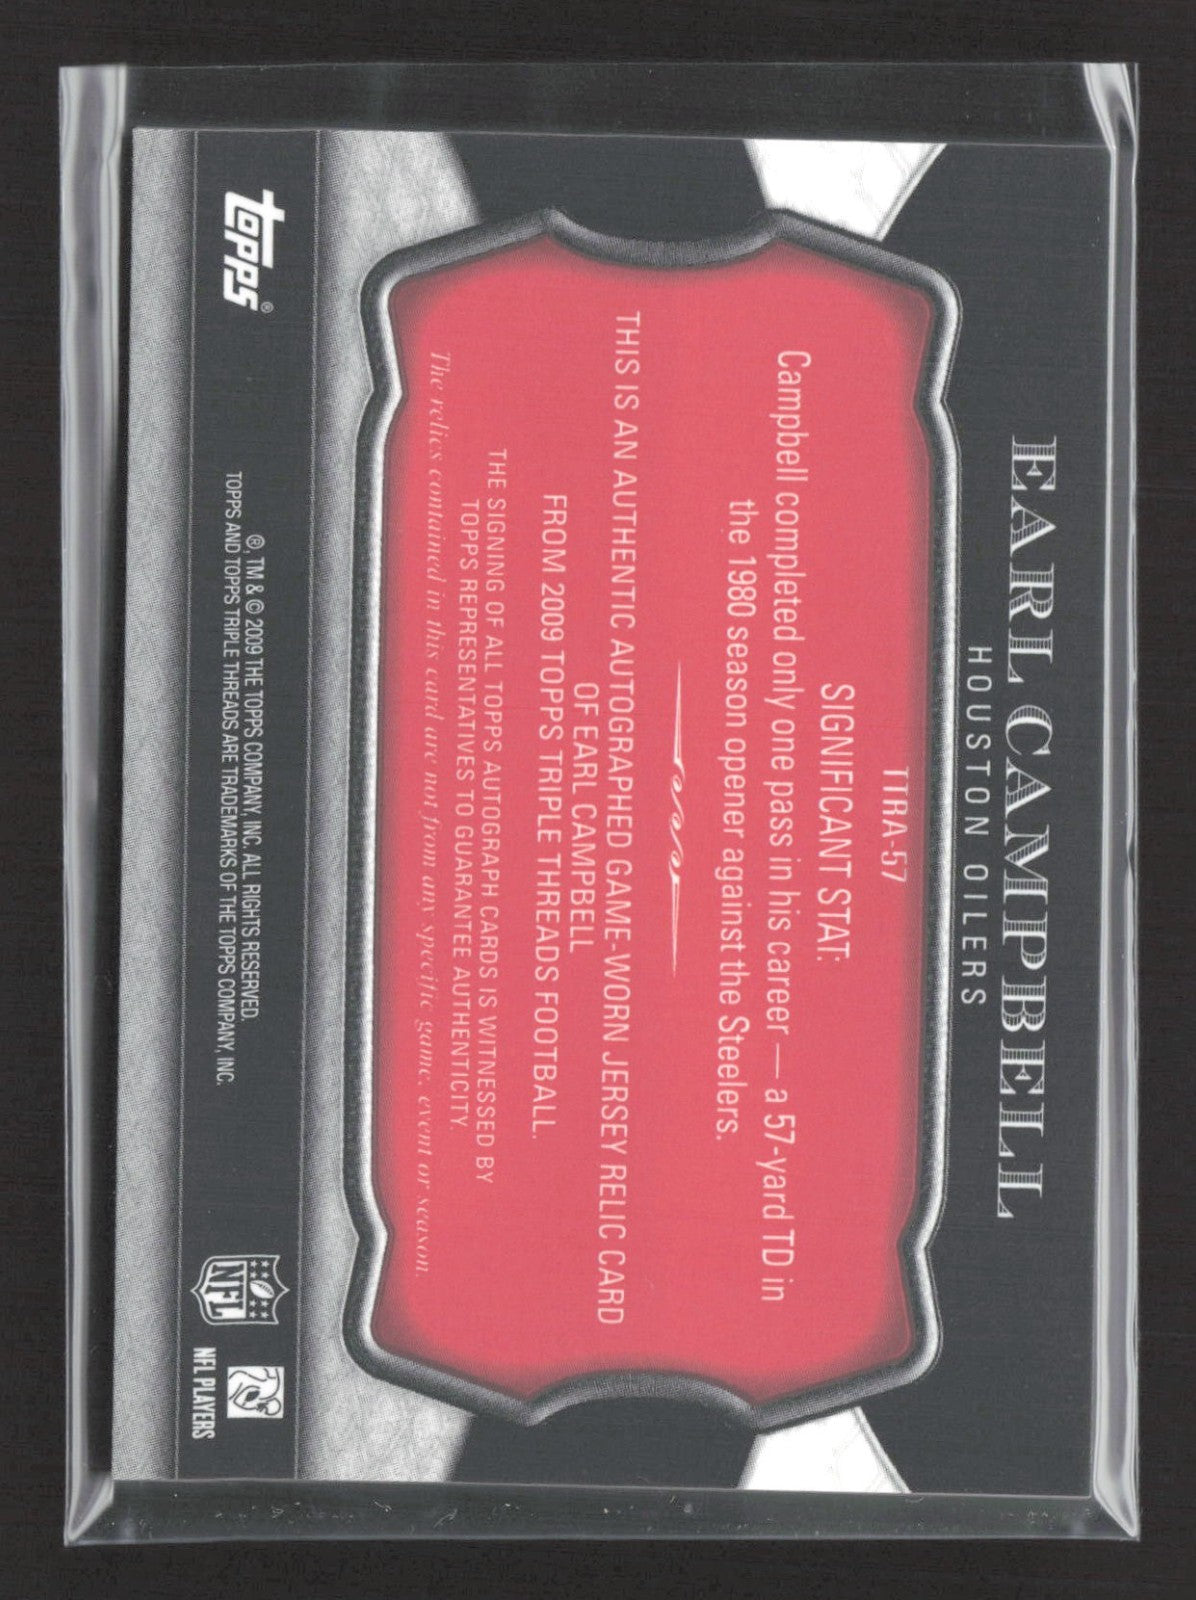 EARL CAMPBELL
HOUSTON OILERS
TTRA-57
SIGNIFICANT STAT:
Campbell completed only one pass in his career — a 57-yard TD in
the 1980 season opener against the Steelers.
THIS IS AN AUTHENTIC AUTOGRAPHED GAME-WORN JERSEY RELIC CARD
OF EARL CAMPBELL
FROM 2009 TOPPS TRIPLE THREADS FOOTBALL.
THE SIGNING OF ALL TOPPS AUTOGRAPH CARDS IS WITNESSED BY
TOPPS REPRESENTATIVES TO GUARANTEE AUTHENTICITY.
The relics contained in this card are not from any specific game, event or season.
TOPPS®
®, TM & © 2009 THE TOPPS COMPANY, INC. ALL RIGHTS RESERVED.
TOPPS AND TOPPS TRIPLE THREADS ARE TRADEMARKS OF THE TOPPS COMPANY, INC.
NFL
NFL PLAYERS